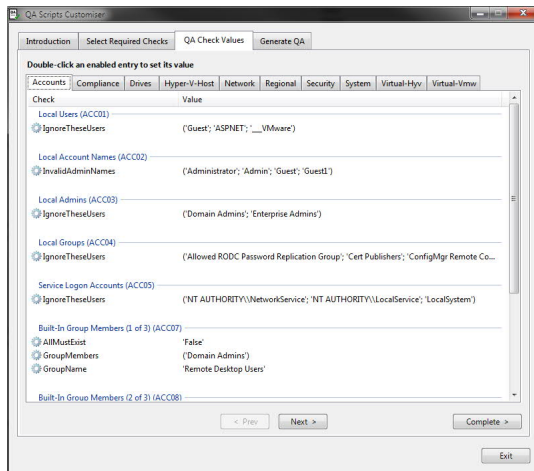 QA Scripts Customiser
Introduction Select Required Checks QA Check Values Generate QA
Double-click an enabled entry to set its value
Accounts Compliance Drives Hyper-V-Host Network Regional Security System Virtual-Hyv Virtual-Vmw
Check Value
Local Users (ACC01)
IgnoreTheseUsers ('Guest'; 'ASPNET'; '__VMware')
Local Account Names (ACC02)
InvalidAdminNames ('Administrator'; 'Admin'; 'Guest'; 'Guest1')
Local Admins (ACC03)
IgnoreTheseUsers ('Domain Admins'; 'Enterprise Admins')
Local Groups (ACC04)
IgnoreTheseUsers ('Allowed RODC Password Replication Group'; 'Cert Publishers'; 'ConfigMgr Remote Co...
Service Logon Accounts (ACC05)
IgnoreTheseUsers ('NT AUTHORITY\\NetworkService'; 'NT AUTHORITY\\LocalService'; 'LocalSystem')
Built-In Group Members (1 of 3) (ACC07)
AllMustExist 'False'
GroupMembers ('Domain Admins')
GroupName 'Remote Desktop Users'
Built-In Group Members (2 of 3) (ACC08)
< Prev Next > Complete >
Exit